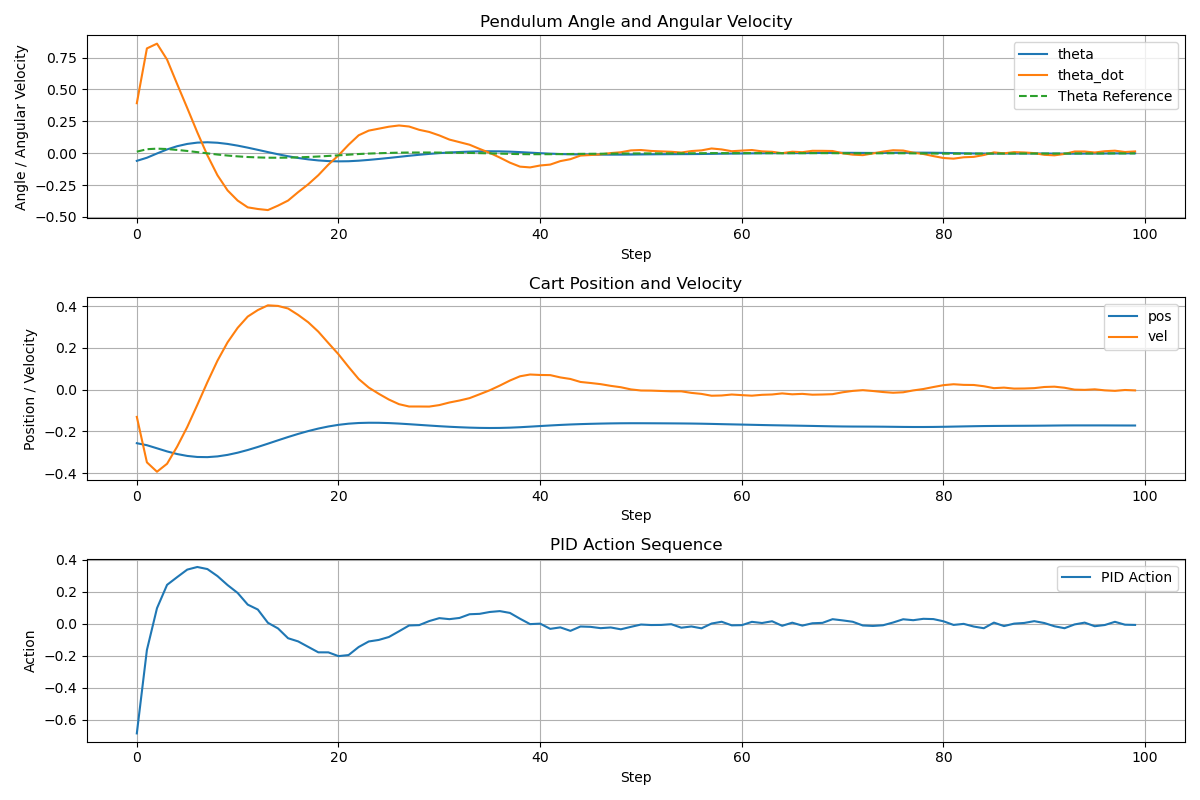 Pendulum Angle and Angular Velocity
Angle / Angular Velocity
0.75
0.50
0.25
0.00
−0.25
−0.50
theta
theta_dot
Theta Reference
0 20 40 60 80 100
Step
Cart Position and Velocity
Position / Velocity
0.4
0.2
0.0
−0.2
−0.4
pos
vel
0 20 40 60 80 100
Step
PID Action Sequence
Action
0.4
0.2
0.0
−0.2
−0.4
−0.6
PID Action
0 20 40 60 80 100
Step